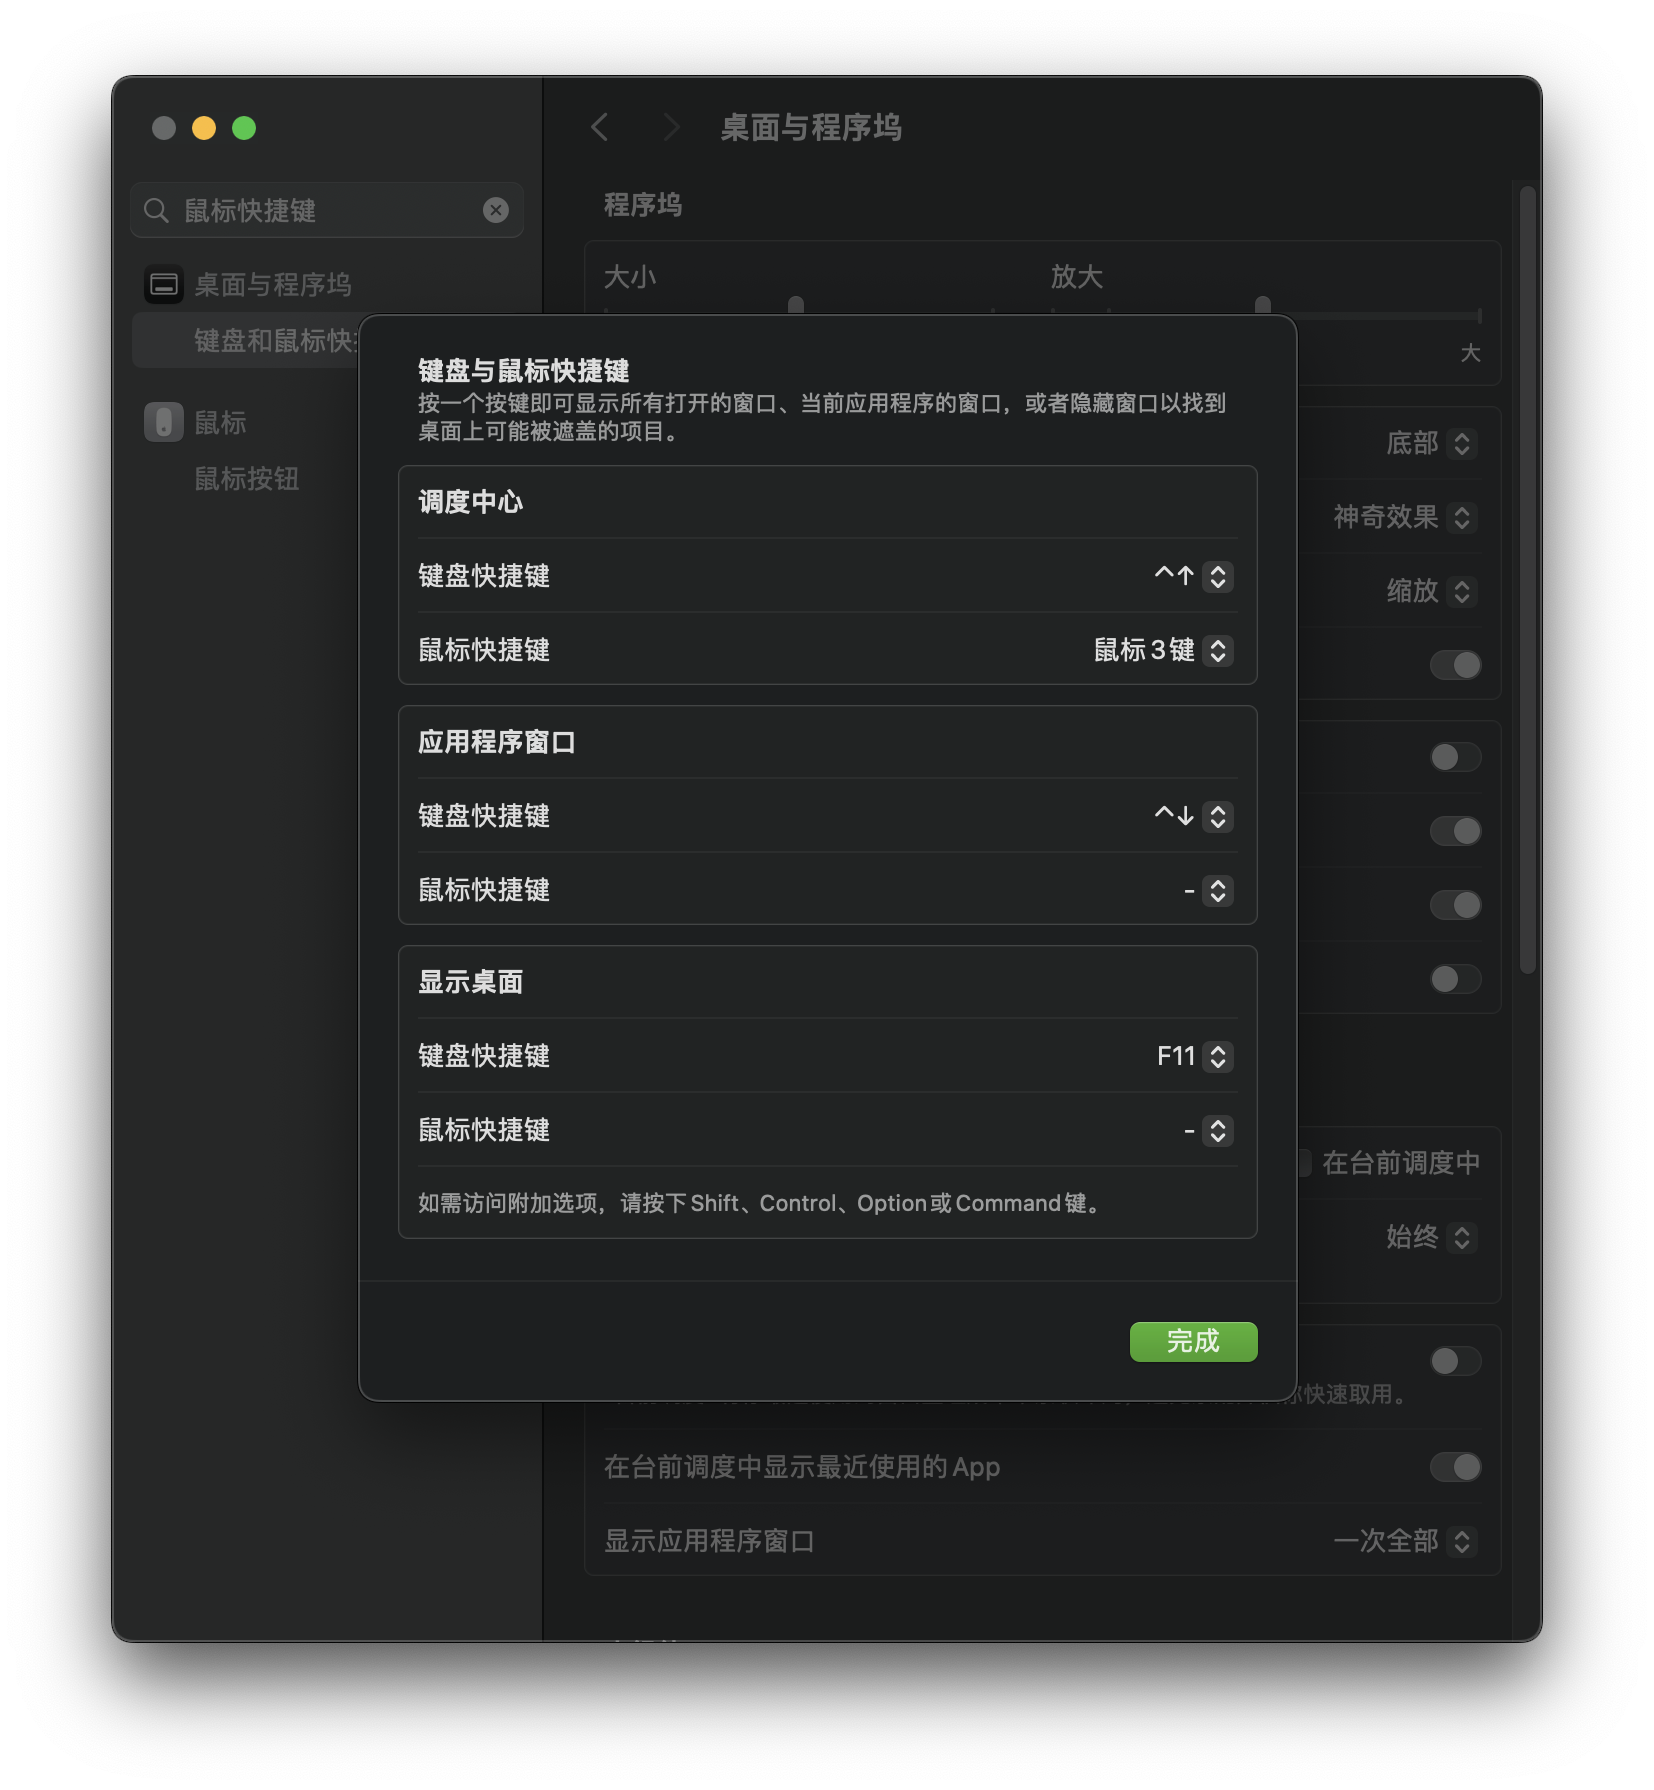 桌面与程序坞
鼠标快捷键
桌面与程序坞
键盘和鼠标快
鼠标
鼠标按钮
程序坞
大小
放大
大
底部
神奇效果
缩放
键盘与鼠标快捷键
按一个按键即可显示所有打开的窗口、当前应用程序的窗口，或者隐藏窗口以找到
桌面上可能被遮盖的项目。
调度中心
键盘快捷键
^↑
鼠标快捷键
鼠标3键
应用程序窗口
键盘快捷键
^↓
鼠标快捷键
-
显示桌面
键盘快捷键
F11
鼠标快捷键
-
如需访问附加选项，请按下Shift、Control、Option或Command键。
完成
在台前调度中
始终
快速取用。
在台前调度中显示最近使用的App
显示应用程序窗口
一次全部